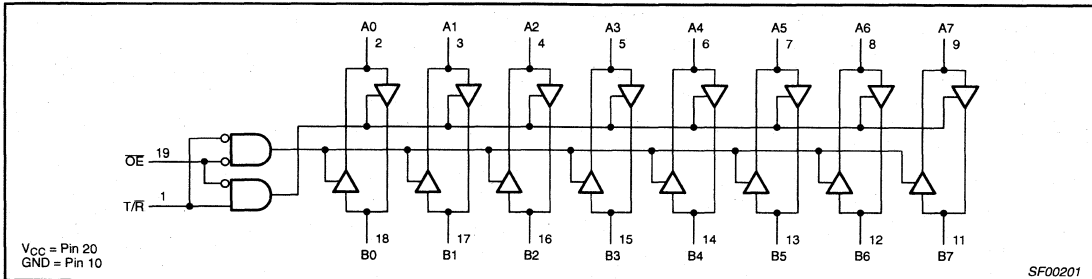 A0 A1 A2 A3 A4 A5 A6 A7
2 3 4 5 6 7 8 9
O̅E̅ 19
T/R̅ 1
18 17 16 15 14 13 12 11
B0 B1 B2 B3 B4 B5 B6 B7
VCC = Pin 20
GND = Pin 10
SF00201